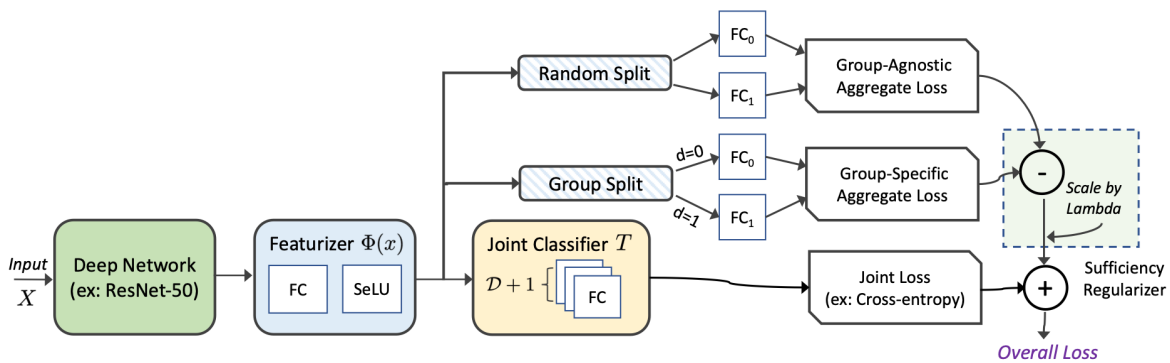 Input
X
Deep Network
(ex: ResNet-50)
Featurizer Φ(x)
FC
SeLU
Random Split
FC₀
FC₁
Group-Agnostic
Aggregate Loss
Group Split
d=0
d=1
FC₀
FC₁
Group-Specific
Aggregate Loss
-
Scale by
Lambda
Joint Classifier T
𝒟 + 1
FC
Joint Loss
(ex: Cross-entropy)
+
Sufficiency
Regularizer
Overall Loss